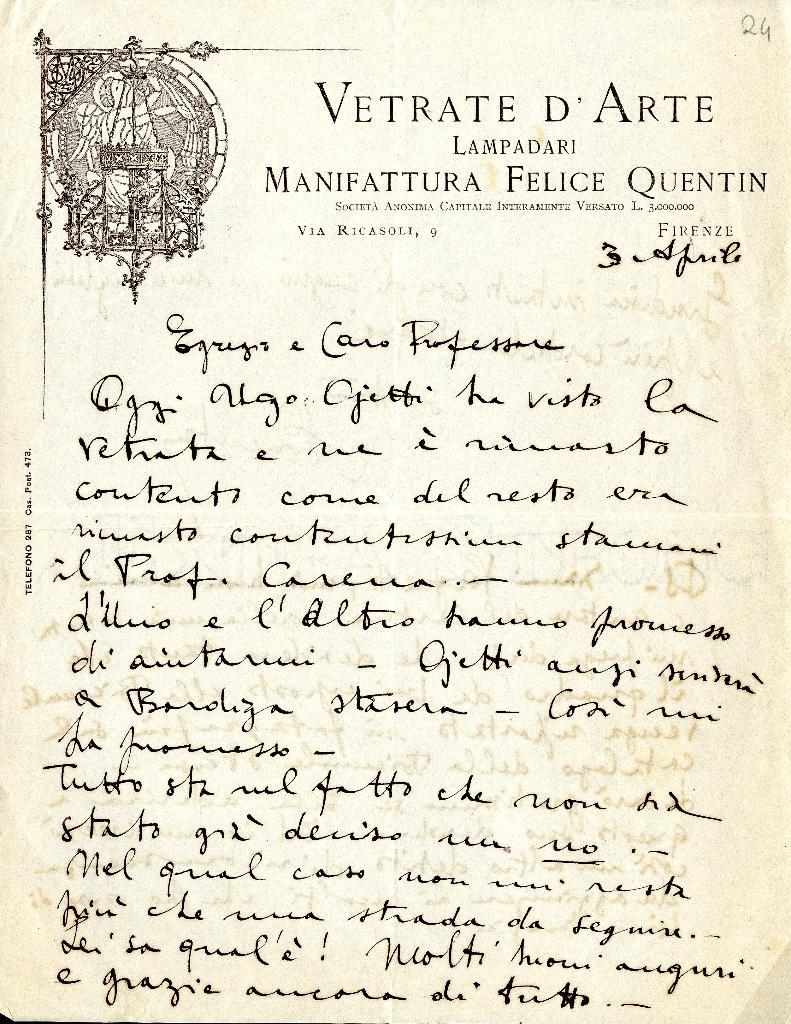 24
VETRATE D'ARTE
LAMPADARI
MANIFATTURA FELICE QUENTIN
SOCIETÀ ANONIMA CAPITALE INTERAMENTE VERSATO L. 3.000.000
VIA RICASOLI, 9 FIRENZE
3 Aprile
Egregio e Caro Professore
Oggi Ugo Ojetti ha visto la
vetrata e ne è rimasto
contento come del resto era
rimasto contentissimo stamani
il Prof. Carena. –
L'Uno e l'Altro hanno promesso
di aiutarmi – Ojetti anzi scriverà
a Bardiga stasera – Così mi
ha promesso –
Tutto sta nel fatto che non sia
stato già deciso un no. –
Nel qual caso non mi resta
più che una strada da seguire. –
Lei sa qual'è! Molti buoni auguri
e grazie ancora di tutto. –
TELEFONO 287 Cas. Post. 473.